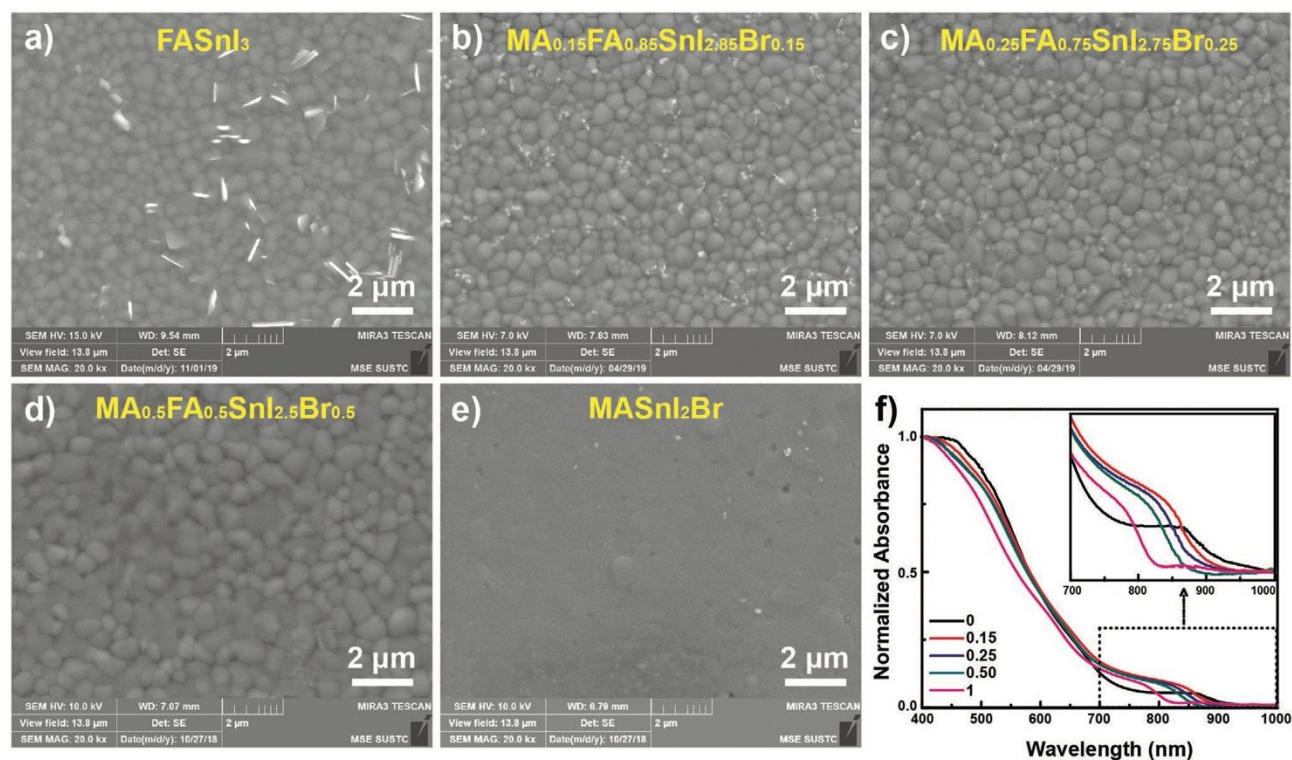 a) FASnI₃
2 µm
SEM HV: 15.0 kV WD: 9.54 mm MIRA3 TESCAN
View field: 13.8 µm Det: SE 2 µm
SEM MAG: 20.0 kx Date(m/d/y): 11/01/19 MSE SUSTC
b) MA₀.₁₅FA₀.₈₅SnI₂.₈₅Br₀.₁₅
2 µm
SEM HV: 7.0 kV WD: 7.83 mm MIRA3 TESCAN
View field: 13.8 µm Det: SE 2 µm
SEM MAG: 20.0 kx Date(m/d/y): 04/29/19 MSE SUSTC
c) MA₀.₂₅FA₀.₇₅SnI₂.₇₅Br₀.₂₅
2 µm
SEM HV: 7.0 kV WD: 8.12 mm MIRA3 TESCAN
View field: 13.8 µm Det: SE 2 µm
SEM MAG: 20.0 kx Date(m/d/y): 04/29/19 MSE SUSTC
d) MA₀.₅FA₀.₅SnI₂.₅Br₀.₅
2 µm
SEM HV: 10.0 kV WD: 7.07 mm MIRA3 TESCAN
View field: 13.8 µm Det: SE 2 µm
SEM MAG: 20.0 kx Date(m/d/y): 10/27/18 MSE SUSTC
e) MASnI₂Br
2 µm
SEM HV: 10.0 kV WD: 6.79 mm MIRA3 TESCAN
View field: 13.8 µm Det: SE 2 µm
SEM MAG: 20.0 kx Date(m/d/y): 10/27/18 MSE SUSTC
f)
Normalized Absorbance
1.0
0.5
0.0
700 800 900 1000
0
0.15
0.25
0.50
1
400 500 600 700 800 900 1000
Wavelength (nm)